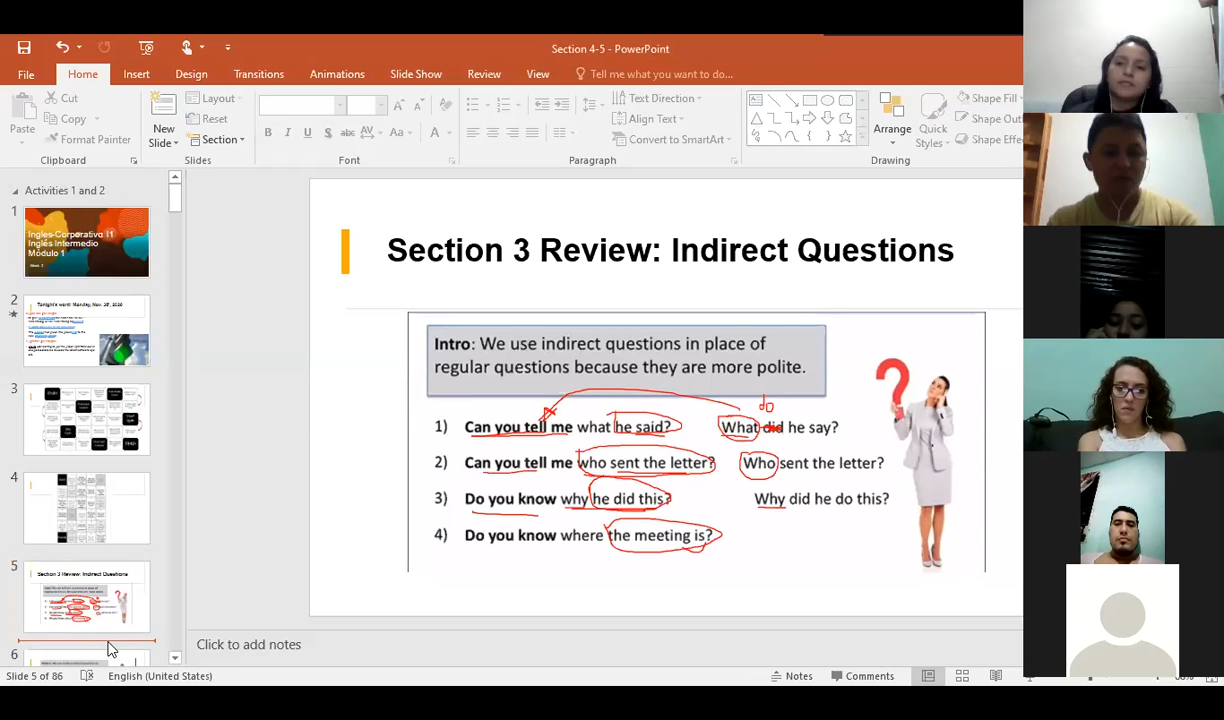 Section 4-5 - PowerPoint
File Home Insert Design Transitions Animations Slide Show Review View Tell me what you want to do...
Cut
Copy
Format Painter
Paste
Clipboard
New Slide
Layout
Reset
Section
Slides
Font
Text Direction
Align Text
Convert to SmartArt
Paragraph
Arrange
Quick Styles
Shape Fill
Shape Out
Shape Effe
Drawing
Activities 1 and 2
1
Ingles-Corporativo I1
Inglés Intermedio
Módulo 1
2
3
4
5
Section 3 Review: Indirect Questions
6
Section 3 Review: Indirect Questions
Intro: We use indirect questions in place of
regular questions because they are more polite.
do
1) Can you tell me what he said? What did he say?
2) Can you tell me who sent the letter? Who sent the letter?
3) Do you know why he did this? Why did he do this?
4) Do you know where the meeting is?
Click to add notes
Slide 5 of 86 English (United States) Notes Comments